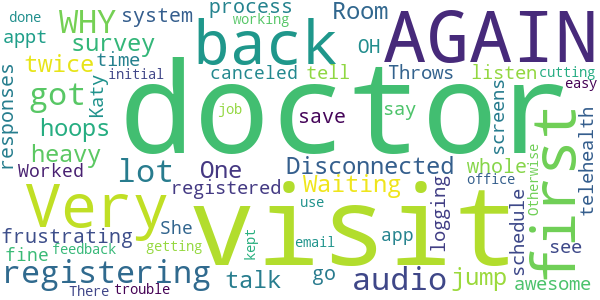 done
process
working
Room
WHY
system
back
AGAIN
appt
survey
time
OH
twice
canceled
tell
Throws
listen
cutting
initial
job
easy
responses
got
Katy
doctor
save
say
screens
first
hoops
heavy
lot
One
Disconnected
whole
telehealth
Otherwise
Worked
registered
Waiting
office
Very
visit
use
logging
schedule
frustrating
She
app
see
fine
feedback
getting
kept
email
registering
talk
go
audio
jump
awesome
There
trouble